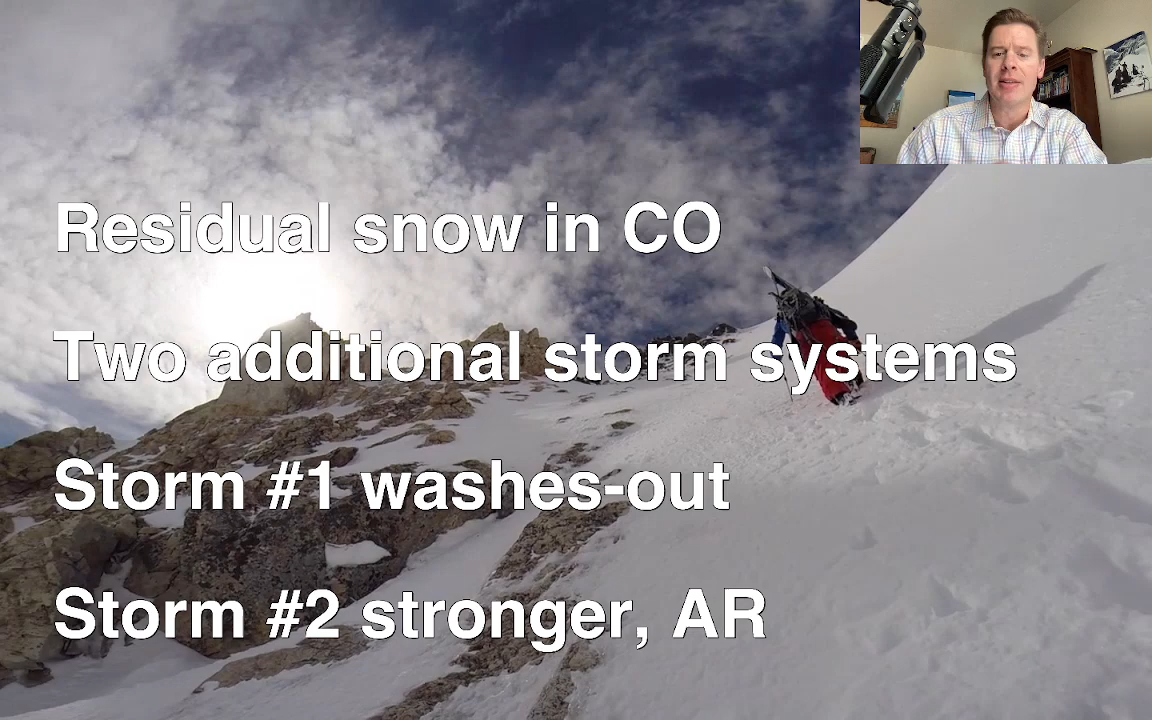 Residual snow in CO
Two additional storm systems
Storm #1 washes-out
Storm #2 stronger, AR